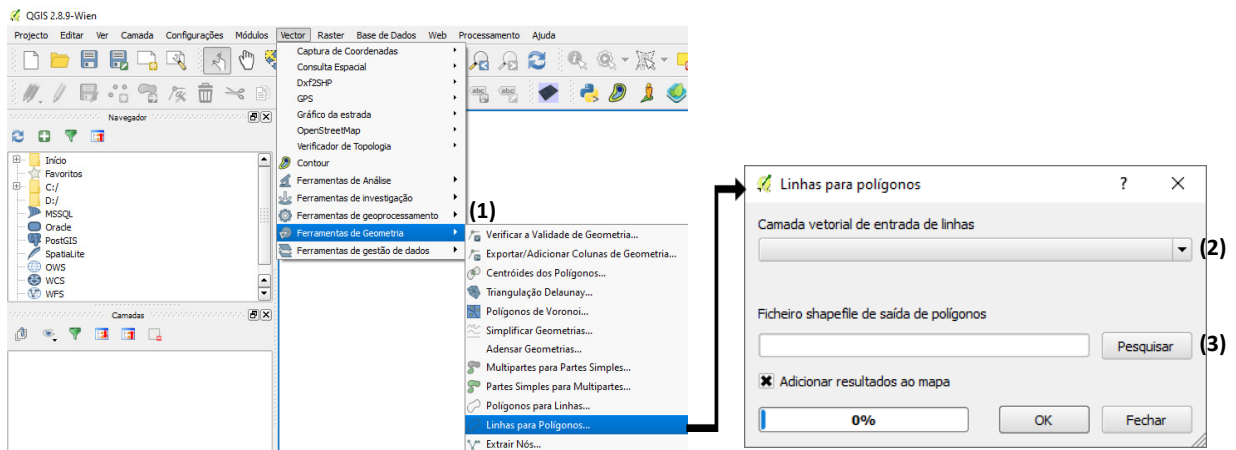 QGIS 2.8.9-Wien
Projecto Editar Ver Camada Configurações Módulos Vector Raster Base de Dados Web Processamento Ajuda
Captura de Coordenadas
Consulta Espacial
Dxf2SHP
GPS
Gráfico da estrada
OpenStreetMap
Verificador de Topologia
Contour
Ferramentas de Análise
Ferramentas de investigação
Ferramentas de geoprocessamento
(1)
Ferramentas de Geometria
Ferramentas de gestão de dados
abc
abc
Navegador
Início
Favoritos
C:/
D:/
MSSQL
Oracle
PostGIS
SpatiaLite
OWS
WCS
WFS
Camadas
Verificar a Validade de Geometria...
Exportar/Adicionar Colunas de Geometria...
Centróides dos Polígonos...
Triangulação Delaunay...
Polígonos de Voronoi...
Simplificar Geometrias...
Adensar Geometrias...
Multipartes para Partes Simples...
Partes Simples para Multipartes...
Polígonos para Linhas...
Linhas para Polígonos...
Extrair Nós...
Linhas para polígonos ?
Camada vetorial de entrada de linhas
(2)
Ficheiro shapefile de saída de polígonos
Pesquisar (3)
Adicionar resultados ao mapa
0% OK Fechar